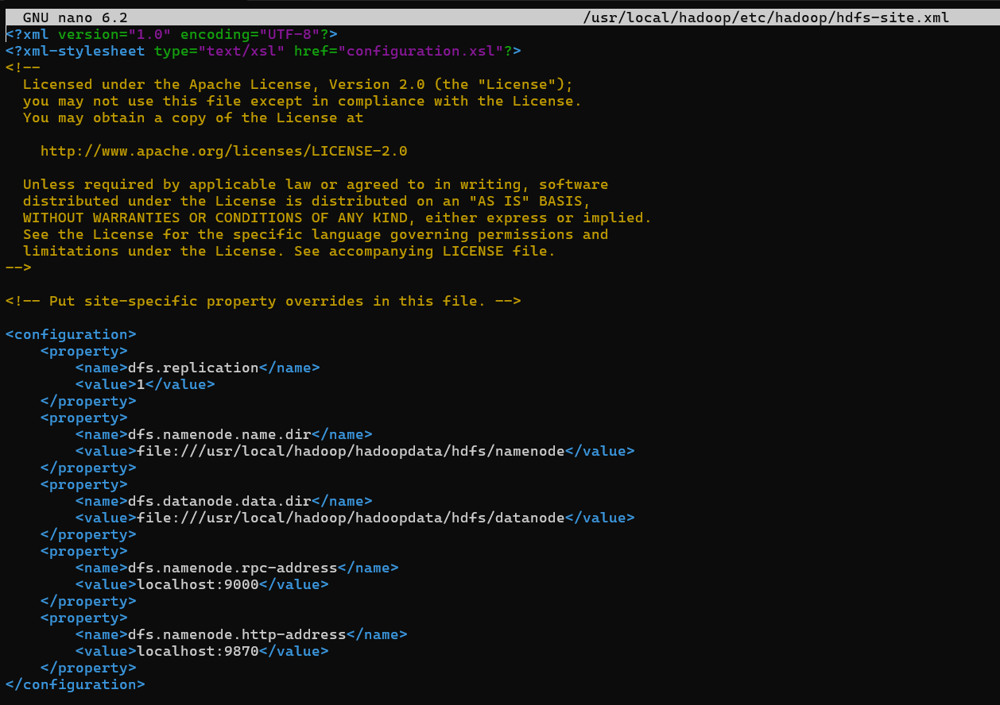 GNU nano 6.2 /usr/local/hadoop/etc/hadoop/hdfs-site.xml
<?xml version="1.0" encoding="UTF-8"?>
<?xml-stylesheet type="text/xsl" href="configuration.xsl"?>
<!--
  Licensed under the Apache License, Version 2.0 (the "License");
  you may not use this file except in compliance with the License.
  You may obtain a copy of the License at

    http://www.apache.org/licenses/LICENSE-2.0

  Unless required by applicable law or agreed to in writing, software
  distributed under the License is distributed on an "AS IS" BASIS,
  WITHOUT WARRANTIES OR CONDITIONS OF ANY KIND, either express or implied.
  See the License for the specific language governing permissions and
  limitations under the License. See accompanying LICENSE file.
-->

<!-- Put site-specific property overrides in this file. -->

<configuration>
    <property>
        <name>dfs.replication</name>
        <value>1</value>
    </property>
    <property>
        <name>dfs.namenode.name.dir</name>
        <value>file:///usr/local/hadoop/hadoopdata/hdfs/namenode</value>
    </property>
    <property>
        <name>dfs.datanode.data.dir</name>
        <value>file:///usr/local/hadoop/hadoopdata/hdfs/datanode</value>
    </property>
    <property>
        <name>dfs.namenode.rpc-address</name>
        <value>localhost:9000</value>
    </property>
    <property>
        <name>dfs.namenode.http-address</name>
        <value>localhost:9870</value>
    </property>
</configuration>